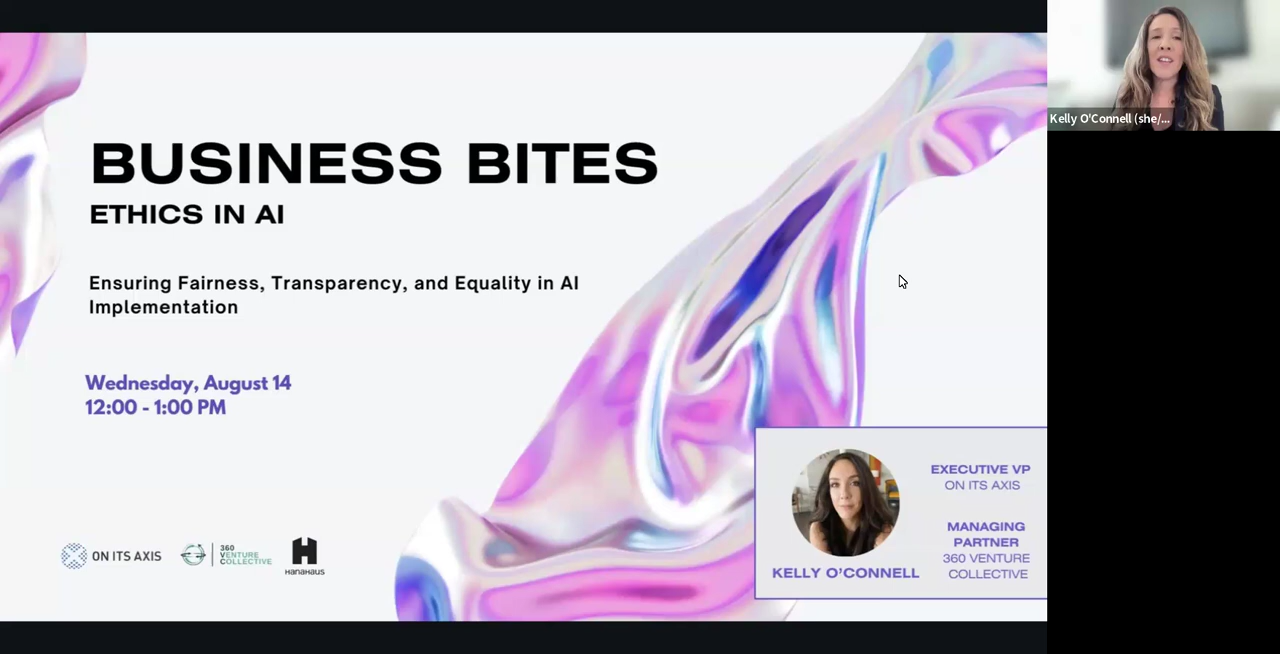 BUSINESS BITES
ETHICS IN AI
Ensuring Fairness, Transparency, and Equality in AI
Implementation
Wednesday, August 14
12:00 - 1:00 PM
ON ITS AXIS
360
VENTURE
COLLECTIVE
HANAHAUS
KELLY O'CONNELL
EXECUTIVE VP
ON ITS AXIS
MANAGING
PARTNER
360 VENTURE
COLLECTIVE
Kelly O'Connell (she/...